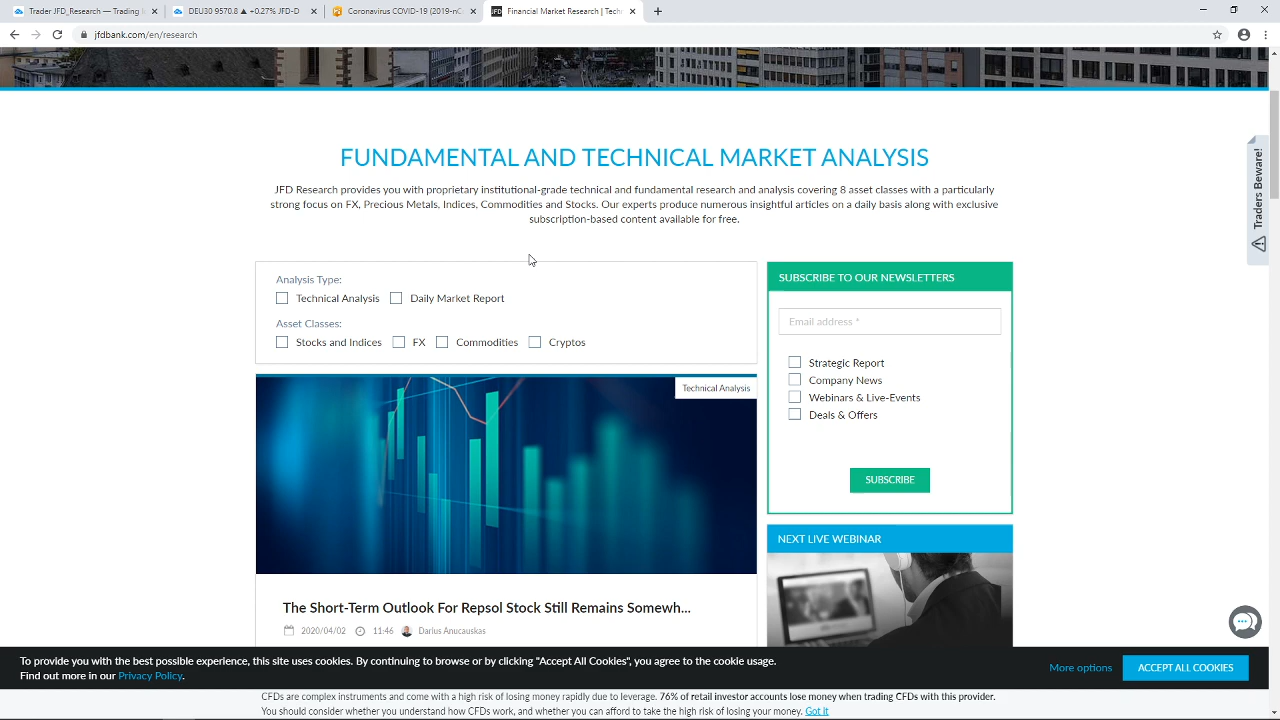 Trader JFD_Research — Trading I
DEU30 9570.8 ▲ +0.27% JFD-D
Coronavirus COVID-19 (2019-nC
JFD
Financial Market Research | Tech
jfdbank.com/en/research
FUNDAMENTAL AND TECHNICAL MARKET ANALYSIS
JFD Research provides you with proprietary institutional-grade technical and fundamental research and analysis covering 8 asset classes with a particularly
strong focus on FX, Precious Metals, Indices, Commodities and Stocks. Our experts produce numerous insightful articles on a daily basis along with exclusive
subscription-based content available for free.
Traders Beware!
Analysis Type:
Technical Analysis Daily Market Report
Asset Classes:
Stocks and Indices FX Commodities Cryptos
Technical Analysis
The Short-Term Outlook For Repsol Stock Still Remains Somewh...
2020/04/02 11:46 Darius Anucauskas
SUBSCRIBE TO OUR NEWSLETTERS
Email address *
Strategic Report
Company News
Webinars & Live-Events
Deals & Offers
SUBSCRIBE
NEXT LIVE WEBINAR
To provide you with the best possible experience, this site uses cookies. By continuing to browse or by clicking "Accept All Cookies", you agree to the cookie usage.
Find out more in our Privacy Policy.
More options
ACCEPT ALL COOKIES
CFDs are complex instruments and come with a high risk of losing money rapidly due to leverage. 76% of retail investor accounts lose money when trading CFDs with this provider.
You should consider whether you understand how CFDs work, and whether you can afford to take the high risk of losing your money. Got it